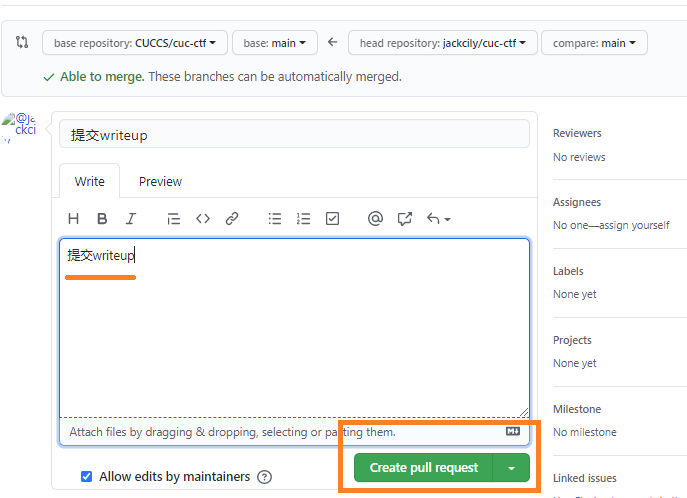 base repository: CUCCS/cuc-ctf base: main head repository: jackcily/cuc-ctf compare: main
Able to merge. These branches can be automatically merged.
提交writeup
Reviewers
No reviews
Write Preview
Assignees
No one—assign yourself
H B I
提交writeup
Labels
None yet
Projects
None yet
Milestone
No milestone
Attach files by dragging & dropping, selecting or pasting them.
Create pull request
Allow edits by maintainers
Linked issues